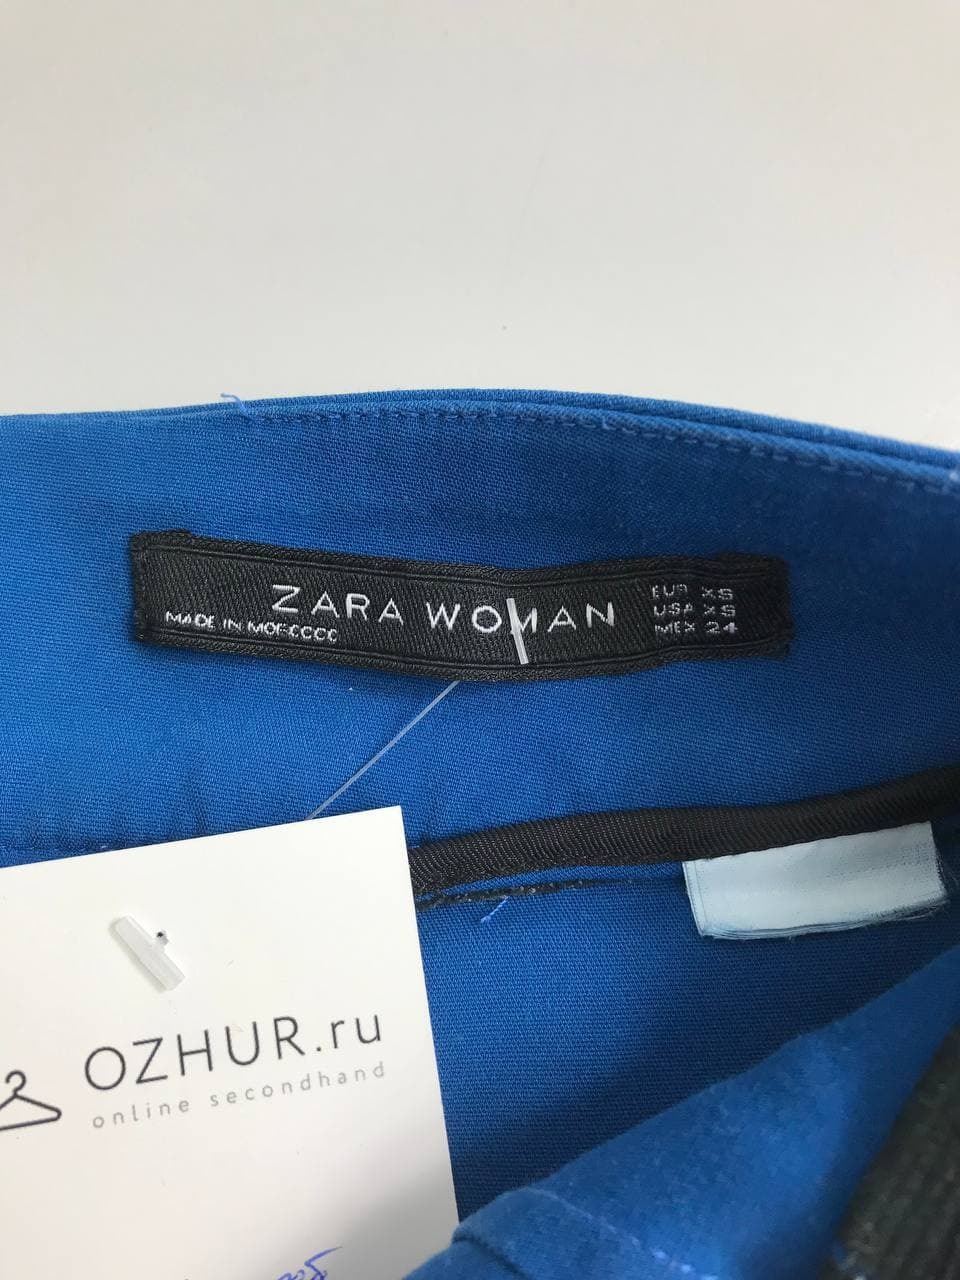 ZARA WOMAN
MADE IN MOROCCO
EUR XS
USA XS
MEX 24
OZHUR.ru
online secondhand